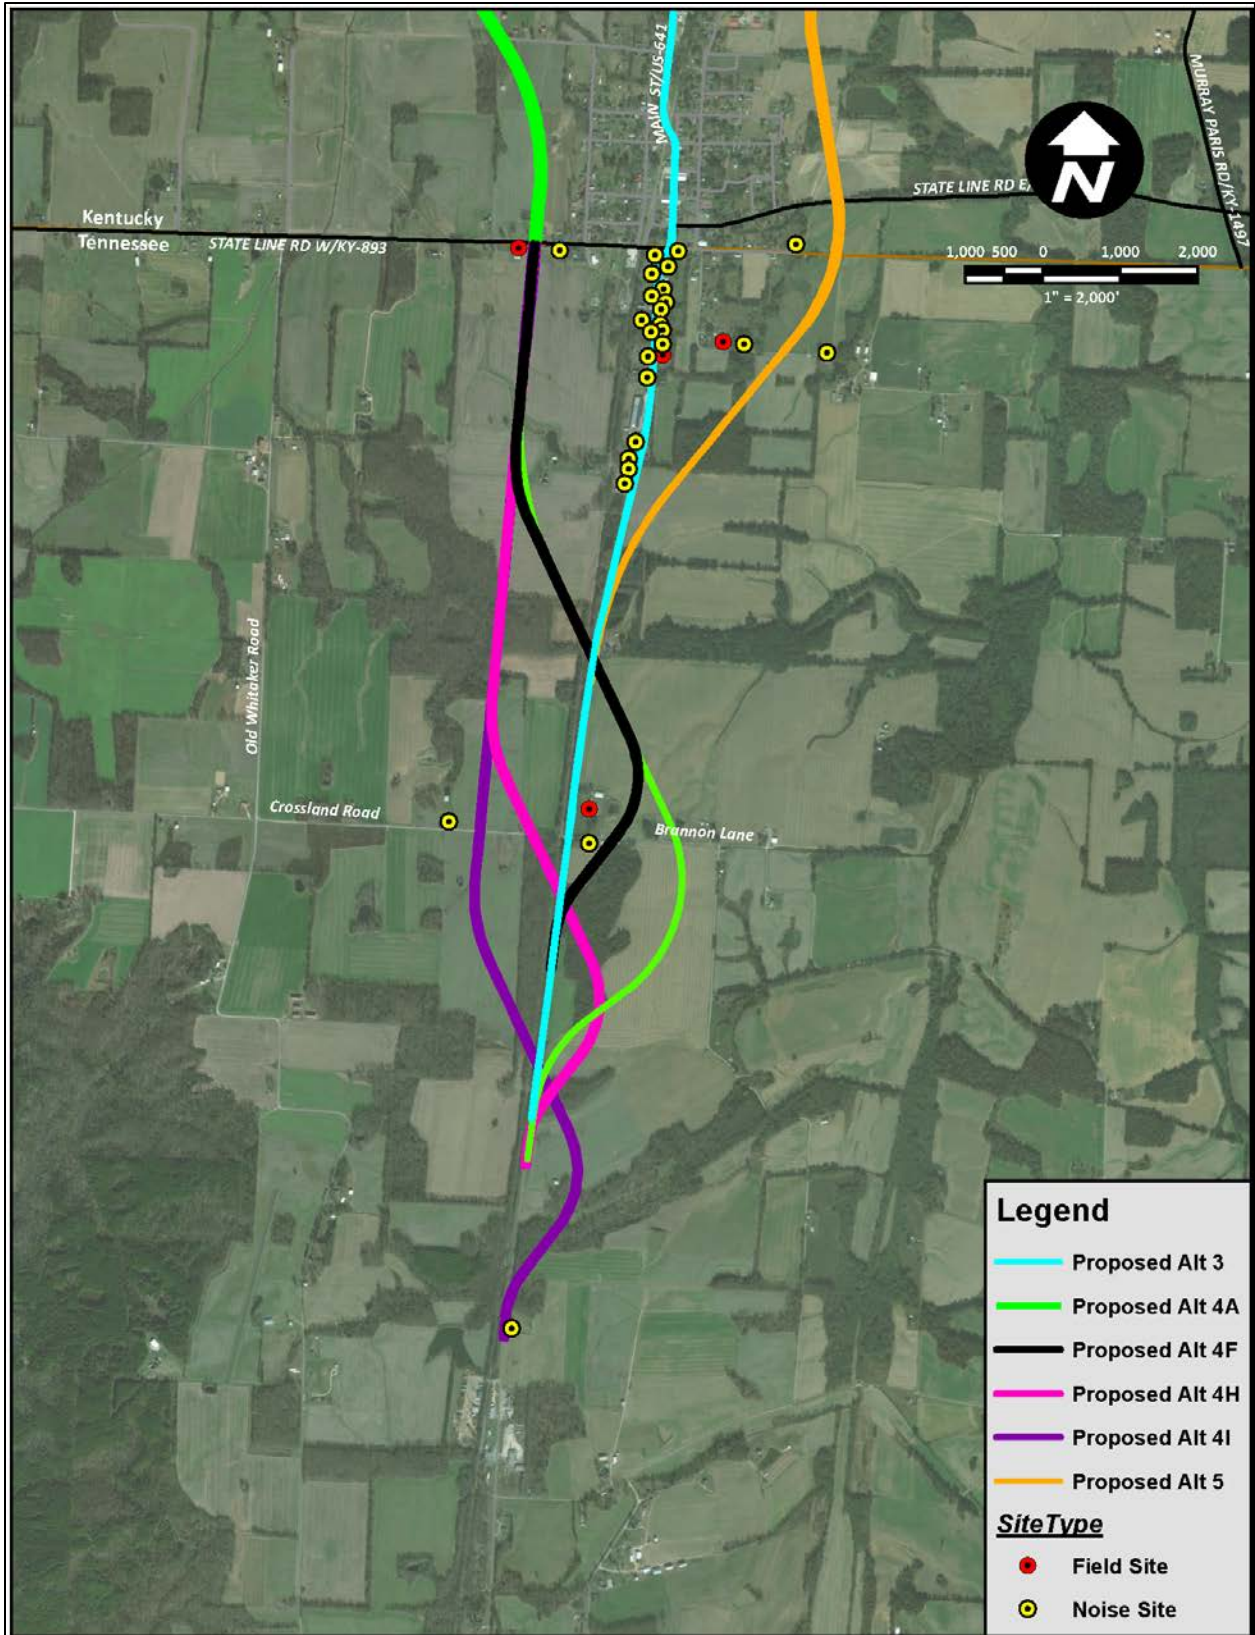 MAIN ST/US-641
MURRAY PARIS RD/KY-1497
N
STATE LINE RD E/
Kentucky
Tennessee
STATE LINE RD W/KY-893
1,000 500 0 1,000 2,000
1" = 2,000'
Old Whitaker Road
Crossland Road
Brannon Lane
Legend
Proposed Alt 3
Proposed Alt 4A
Proposed Alt 4F
Proposed Alt 4H
Proposed Alt 4I
Proposed Alt 5
SiteType
Field Site
Noise Site